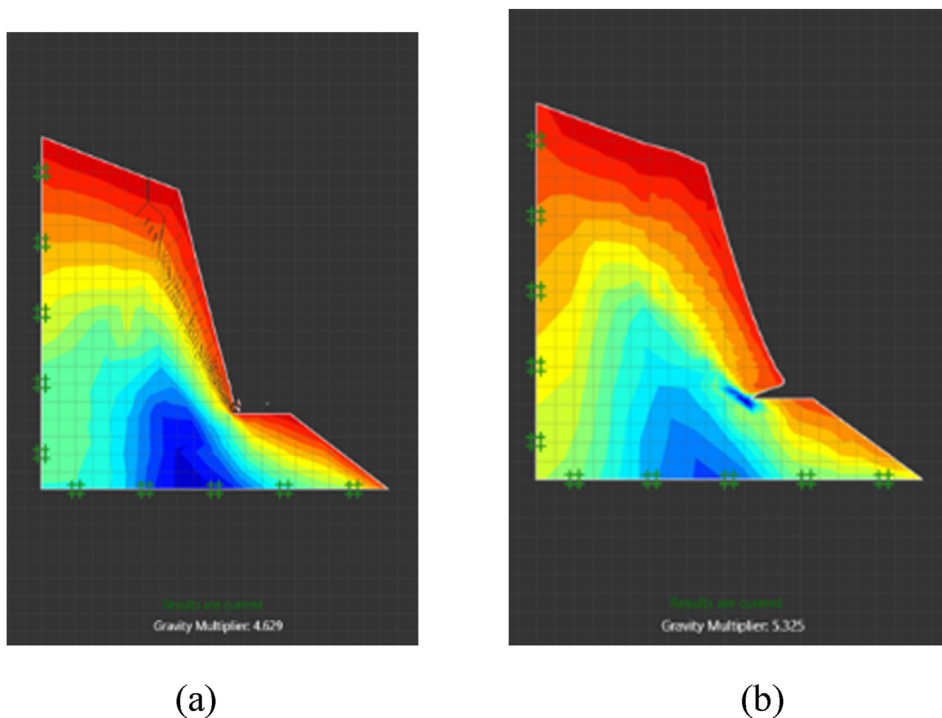 Results are current
Gravity Multiplier: 4.629
Results are current
Gravity Multiplier: 5.325
(a)
(b)